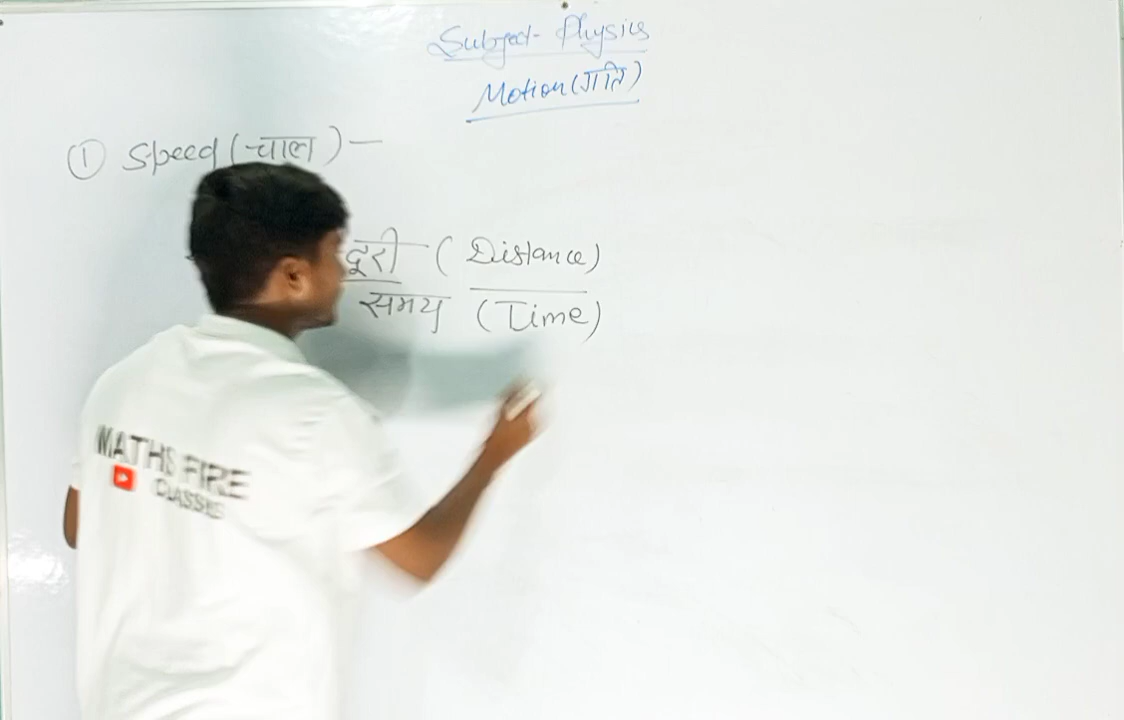 Subject- Physics
Motion (गति)
① Speed (चाल) —
दूरी (Distance)
समय (Time)
MATHS FIRE
CLASSES